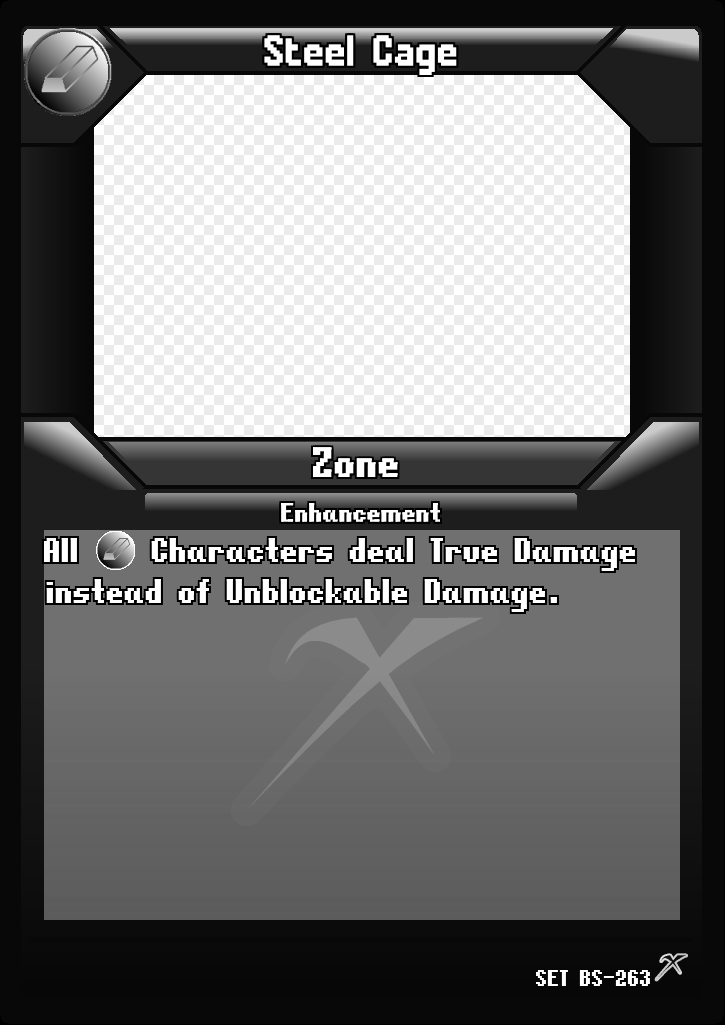 Steel Cage
Zone
Enhancement
All Characters deal True Damage
instead of Unblockable Damage.
SET BS-263